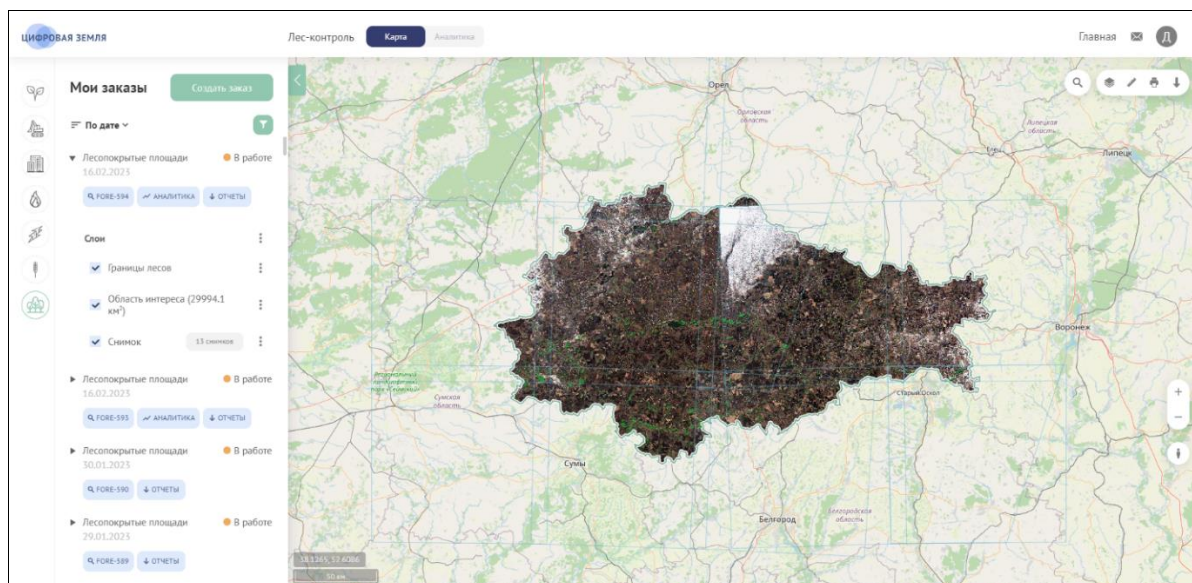 ЦИФРОВАЯ ЗЕМЛЯ
Лес-контроль
Карта
Аналитика
Главная
Д
Мои заказы
Создать заказ
По дате
Лесопокрытые площади
В работе
16.02.2023
FORE-594
АНАЛИТИКА
ОТЧЕТЫ
Слои
Границы лесов
Область интереса (29994.1
км²)
Снимок
13 снимков
Лесопокрытые площади
В работе
16.02.2023
FORE-593
АНАЛИТИКА
ОТЧЕТЫ
Лесопокрытые площади
В работе
30.01.2023
FORE-590
ОТЧЕТЫ
Лесопокрытые площади
В работе
29.01.2023
FORE-589
ОТЧЕТЫ
Орёл
Орловская
область
Елец
Липецкая
область
Липецк
Воронеж
Старый Оскол
Сумская
область
Сумы
Белгород
Белгородская
область
50 км